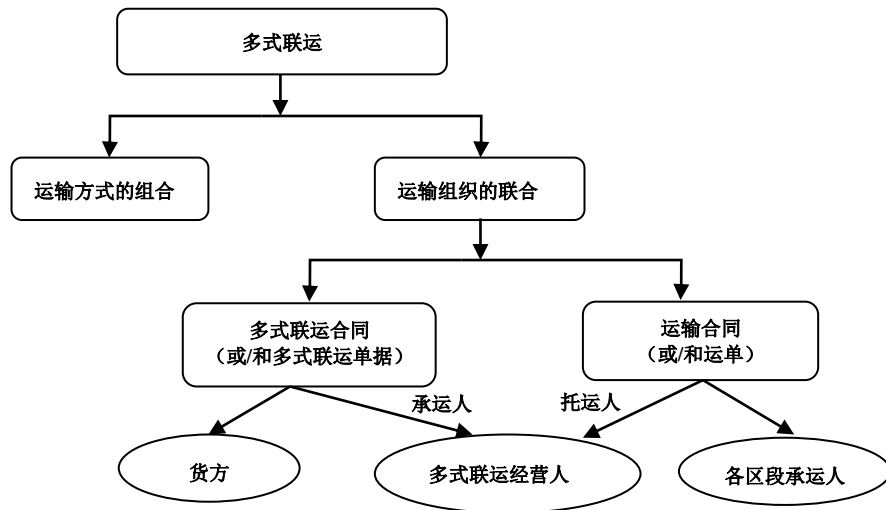 多式联运
运输方式的组合
运输组织的联合
多式联运合同
（或/和多式联运单据）
运输合同
（或/和运单）
承运人
托运人
货方
多式联运经营人
各区段承运人